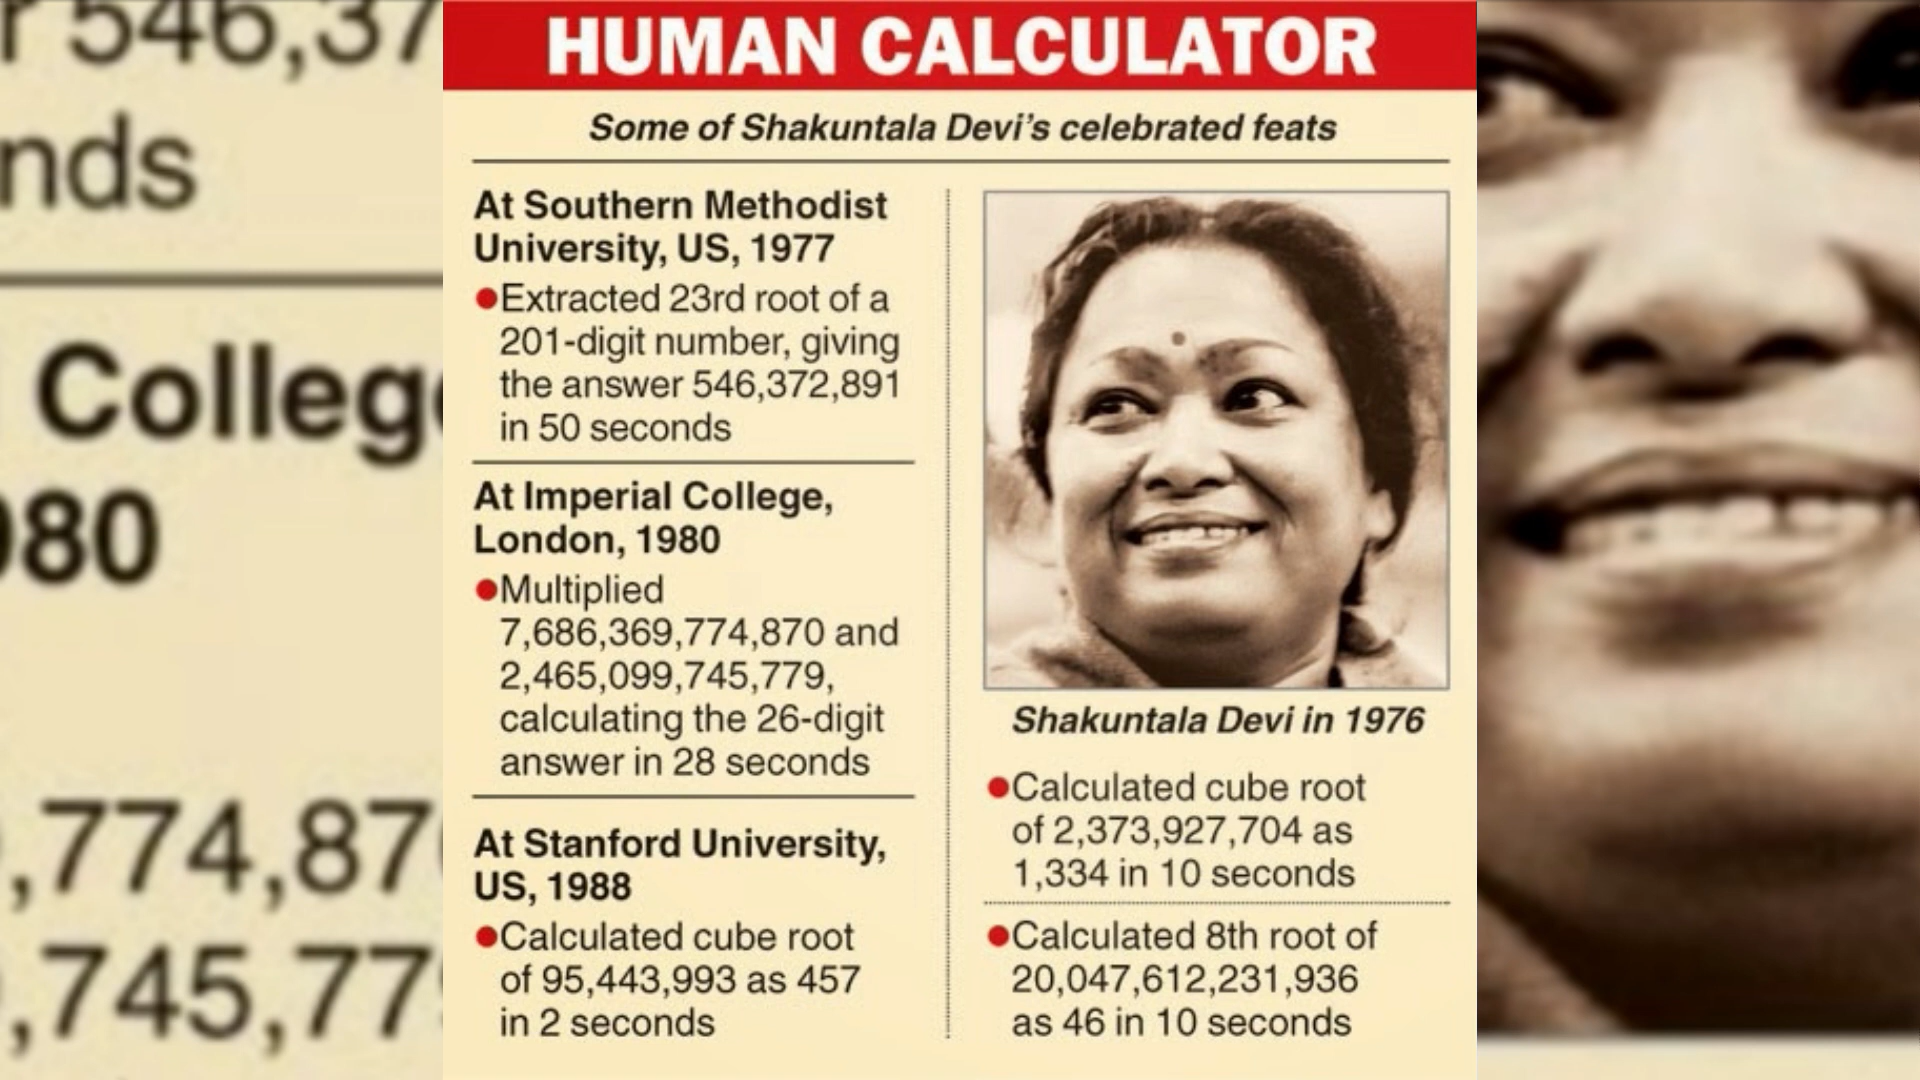 HUMAN CALCULATOR
Some of Shakuntala Devi's celebrated feats
At Southern Methodist
University, US, 1977
●Extracted 23rd root of a
201-digit number, giving
the answer 546,372,891
in 50 seconds
At Imperial College,
London, 1980
●Multiplied
7,686,369,774,870 and
2,465,099,745,779,
calculating the 26-digit
answer in 28 seconds
At Stanford University,
US, 1988
●Calculated cube root
of 95,443,993 as 457
in 2 seconds
Shakuntala Devi in 1976
●Calculated cube root
of 2,373,927,704 as
1,334 in 10 seconds
●Calculated 8th root of
20,047,612,231,936
as 46 in 10 seconds
r 546,37
nds
College
980
,774,87
,745,77